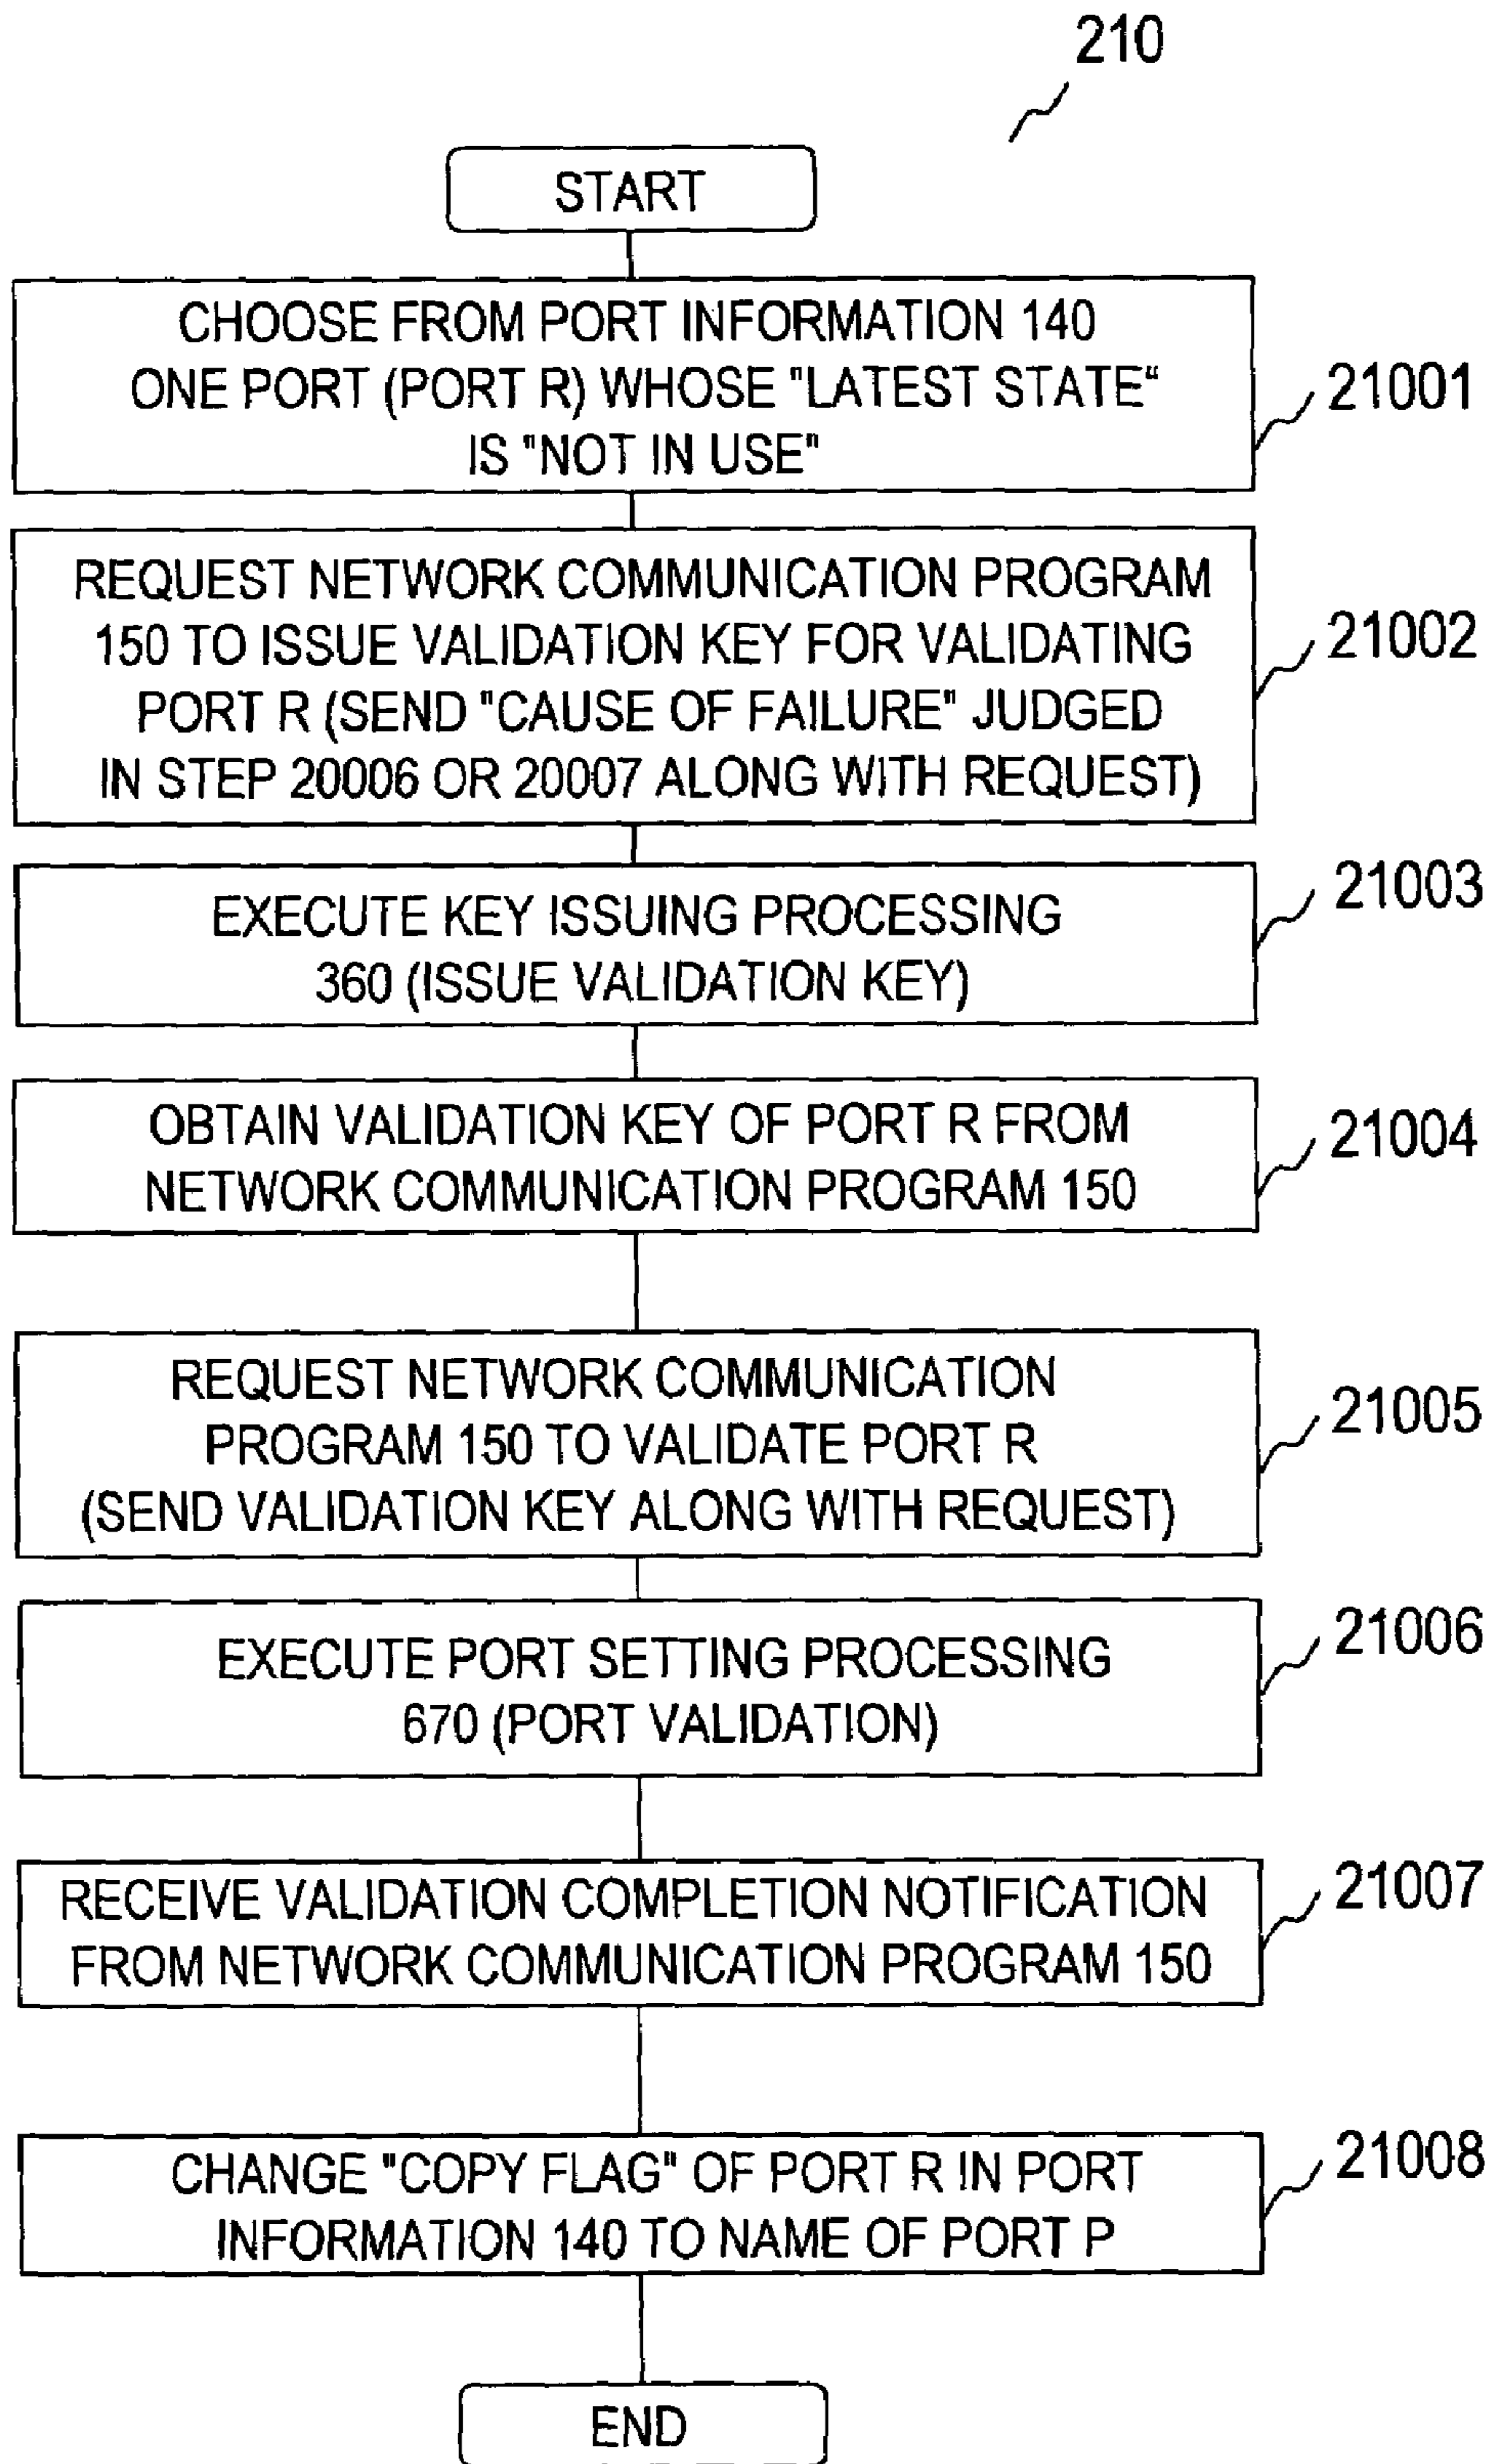 210
START
CHOOSE FROM PORT INFORMATION 140
ONE PORT (PORT R) WHOSE "LATEST STATE"
IS "NOT IN USE"
21001
REQUEST NETWORK COMMUNICATION PROGRAM
150 TO ISSUE VALIDATION KEY FOR VALIDATING
PORT R (SEND "CAUSE OF FAILURE" JUDGED
IN STEP 20006 OR 20007 ALONG WITH REQUEST)
21002
EXECUTE KEY ISSUING PROCESSING
360 (ISSUE VALIDATION KEY)
21003
OBTAIN VALIDATION KEY OF PORT R FROM
NETWORK COMMUNICATION PROGRAM 150
21004
REQUEST NETWORK COMMUNICATION
PROGRAM 150 TO VALIDATE PORT R
(SEND VALIDATION KEY ALONG WITH REQUEST)
21005
EXECUTE PORT SETTING PROCESSING
670 (PORT VALIDATION)
21006
RECEIVE VALIDATION COMPLETION NOTIFICATION
FROM NETWORK COMMUNICATION PROGRAM 150
21007
CHANGE "COPY FLAG" OF PORT R IN PORT
INFORMATION 140 TO NAME OF PORT P
21008
END